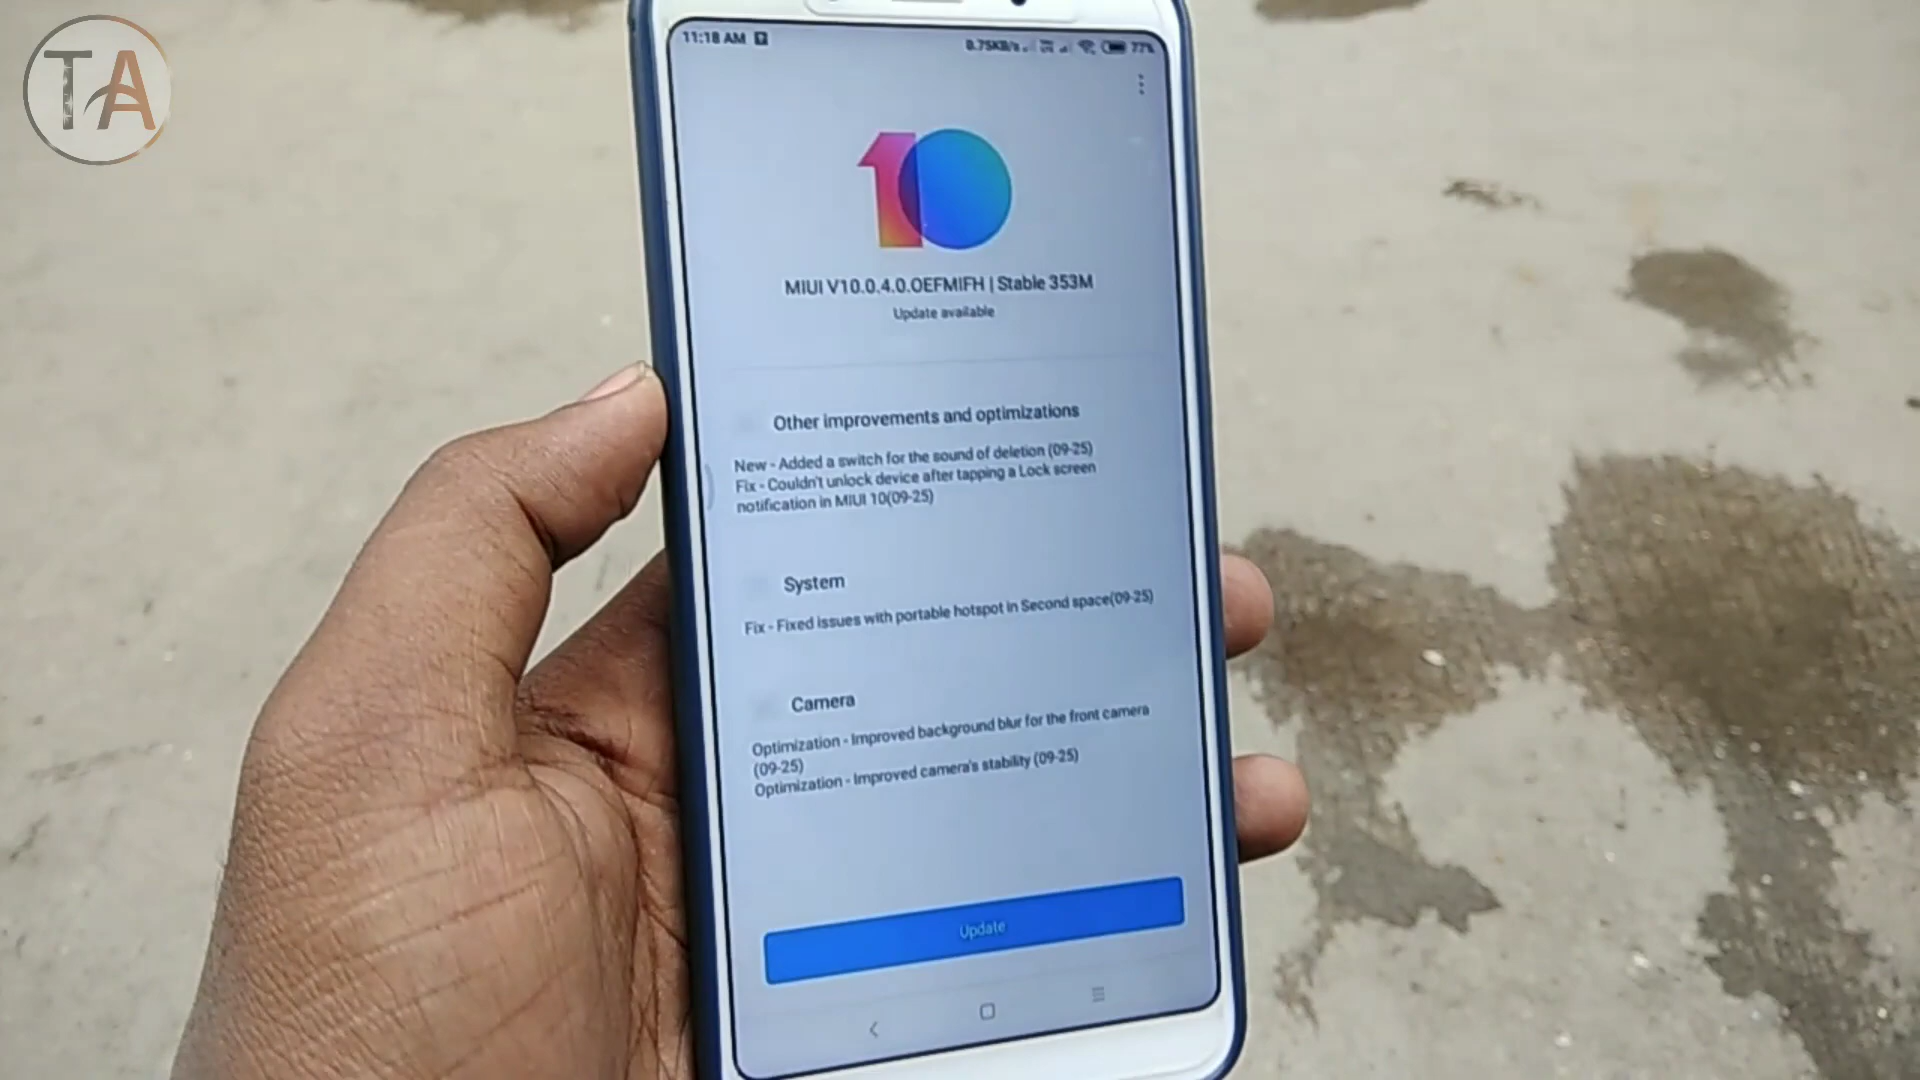 TA
11:18 AM
0.75KB/s 77%
10
MIUI V10.0.4.0.OEFMIFH | Stable 353M
Update available
Other improvements and optimizations
New - Added a switch for the sound of deletion (09-25)
Fix - Couldn't unlock device after tapping a Lock screen
notification in MIUI 10(09-25)
System
Fix - Fixed issues with portable hotspot in Second space(09-25)
Camera
Optimization - Improved background blur for the front camera
(09-25)
Optimization - Improved camera's stability (09-25)
Update